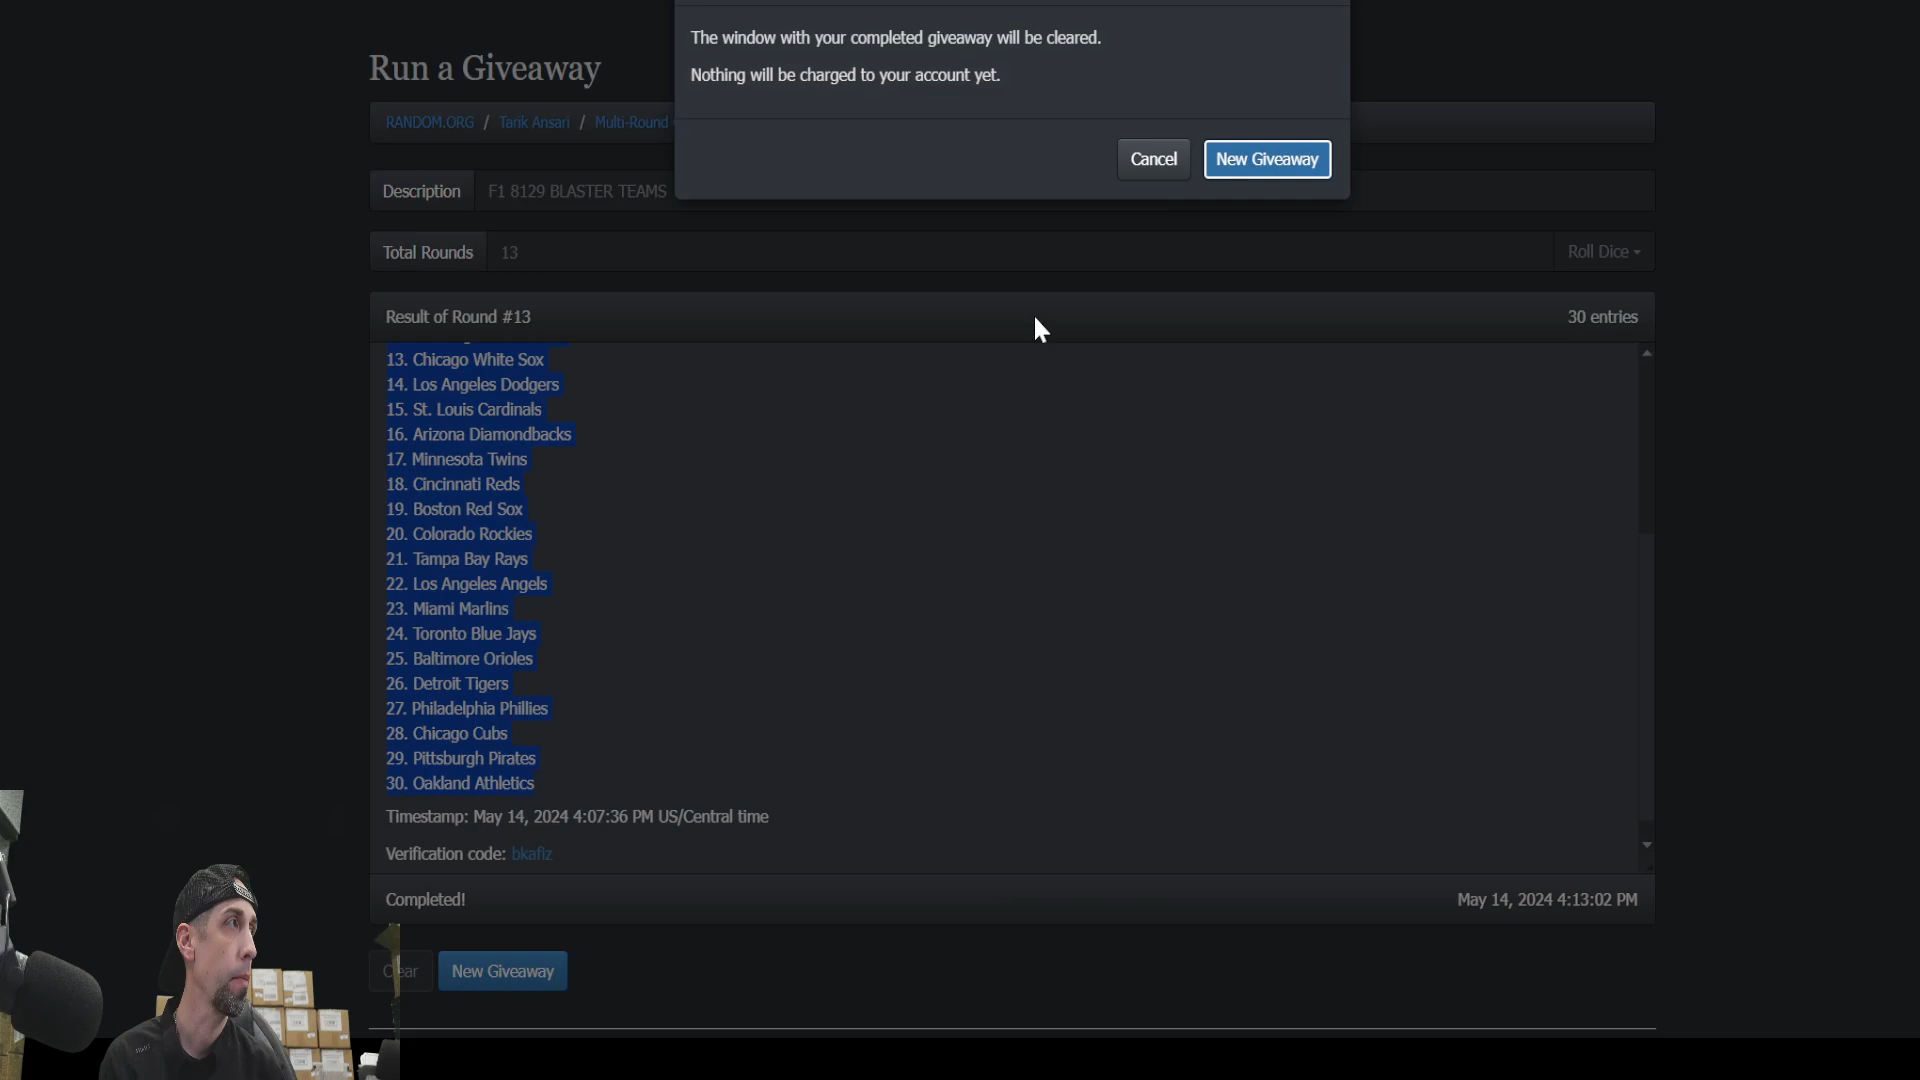 The window with your completed giveaway will be cleared.
Nothing will be charged to your account yet.
Cancel
New Giveaway
Run a Giveaway
RANDOM.ORG / Tarik Ansari / Multi-Round
Description
F1 8129 BLASTER TEAMS
Total Rounds
13
Roll Dice
Result of Round #13
30 entries
13. Chicago White Sox
14. Los Angeles Dodgers
15. St. Louis Cardinals
16. Arizona Diamondbacks
17. Minnesota Twins
18. Cincinnati Reds
19. Boston Red Sox
20. Colorado Rockies
21. Tampa Bay Rays
22. Los Angeles Angels
23. Miami Marlins
24. Toronto Blue Jays
25. Baltimore Orioles
26. Detroit Tigers
27. Philadelphia Phillies
28. Chicago Cubs
29. Pittsburgh Pirates
30. Oakland Athletics
Timestamp: May 14, 2024 4:07:36 PM US/Central time
Verification code: bkafiz
Completed!
May 14, 2024 4:13:02 PM
Clear
New Giveaway